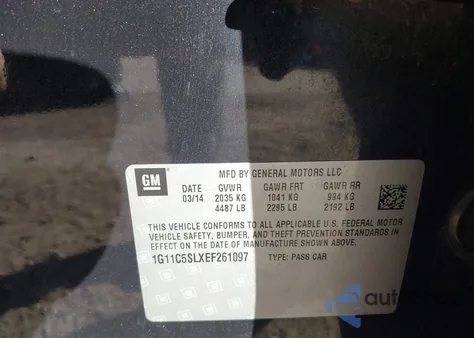 MFD BY GENERAL MOTORS LLC
GM
DATE GVWR GAWR FRT GAWR RR
03/14 2035 KG 1041 KG 994 KG
4487 LB 2295 LB 2192 LB
THIS VEHICLE CONFORMS TO ALL APPLICABLE U.S. FEDERAL MOTOR
VEHICLE SAFETY, BUMPER, AND THEFT PREVENTION STANDARDS IN
EFFECT ON THE DATE OF MANUFACTURE SHOWN ABOVE.
1G11C5SLXEF261097 TYPE: PASS CAR